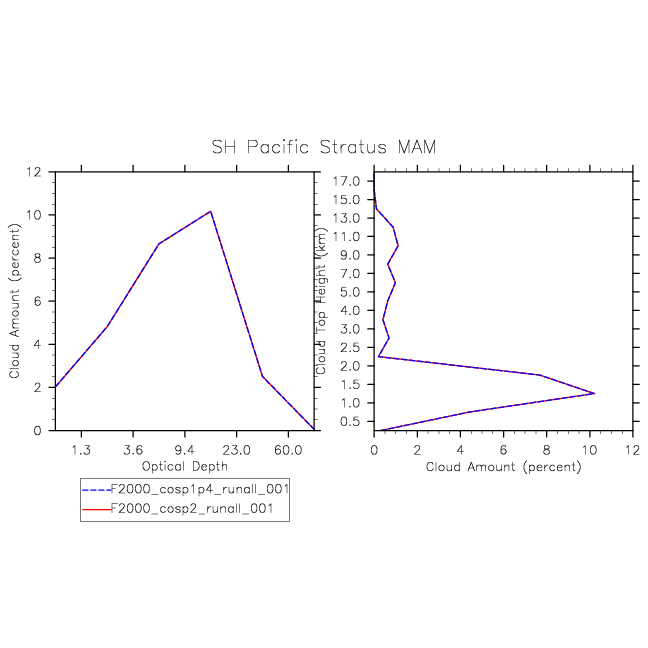 SH Pacific Stratus MAM
Cloud Amount (percent)
12
10
8
6
4
2
0
1.3 3.6 9.4 23.0 60.0
Optical Depth
Cloud Top Height (km)
17.0
15.0
13.0
11.0
9.0
7.0
5.0
4.0
3.0
2.5
2.0
1.5
1.0
0.5
0 2 4 6 8 10 12
Cloud Amount (percent)
F2000_cosp1p4_runall_001
F2000_cosp2_runall_001